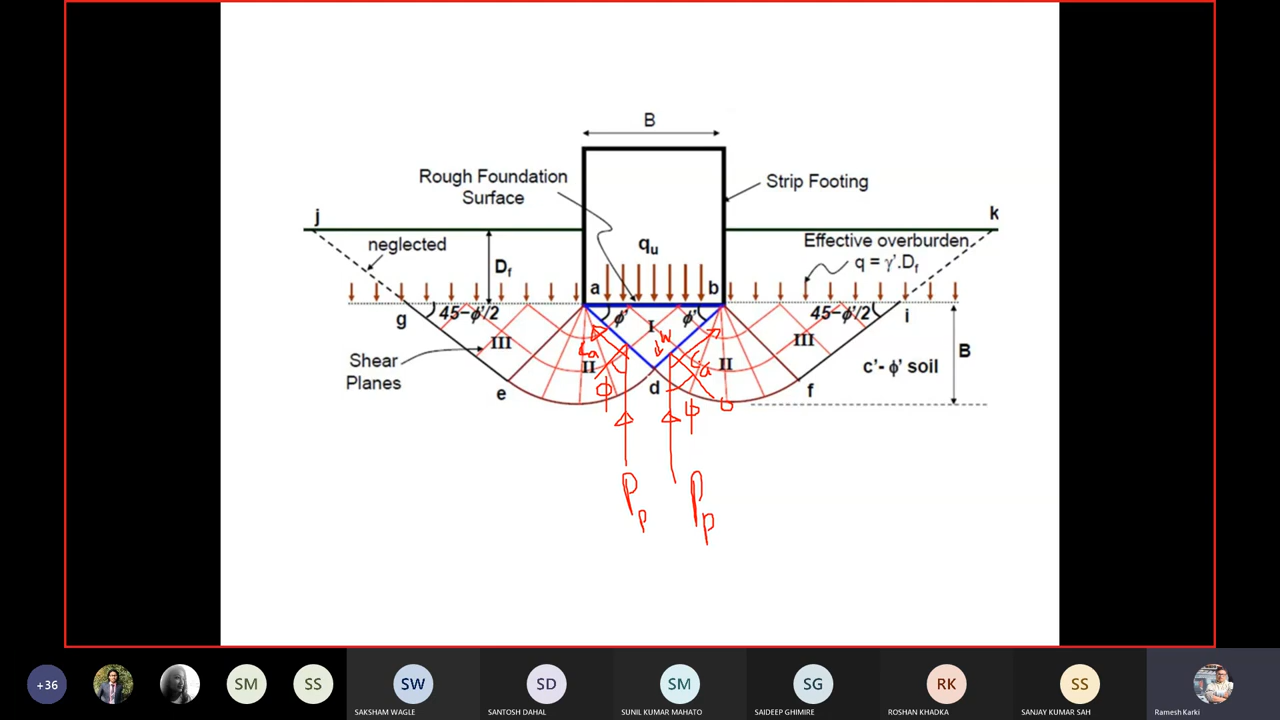 B
Rough Foundation
Surface
Strip Footing
j
k
neglected
qu
Effective overburden,
q = γ'.Df
Df
a
b
g
45−ϕ'/2
ϕ'
ϕ'
45−ϕ'/2
i
I
W
III
III
Ca
Ca
II
II
B
Shear
Planes
c'- ϕ' soil
e
d
f
ϕ
ϕ
Pp
Pp
+36
SM
SS
SW
SD
SM
SG
RK
SS
SAKSHAM WAGLE
SANTOSH DAHAL
SUNIL KUMAR MAHATO
SAIDEEP GHIMIRE
ROSHAN KHADKA
SANJAY KUMAR SAH
Ramesh Karki